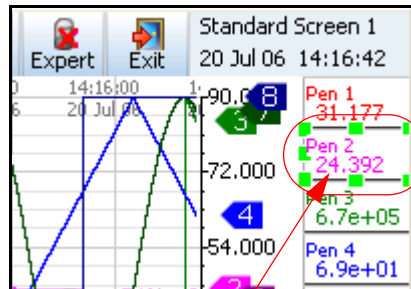 Expert Exit
Standard Screen 1
20 Jul 06 14:16:42
14:16:00
20 Jul 06
90.0
8
3
72.000
4
54.000
Pen 1
31.177
Pen 2
24.392
Pen 3
6.7e+05
Pen 4
6.9e+01